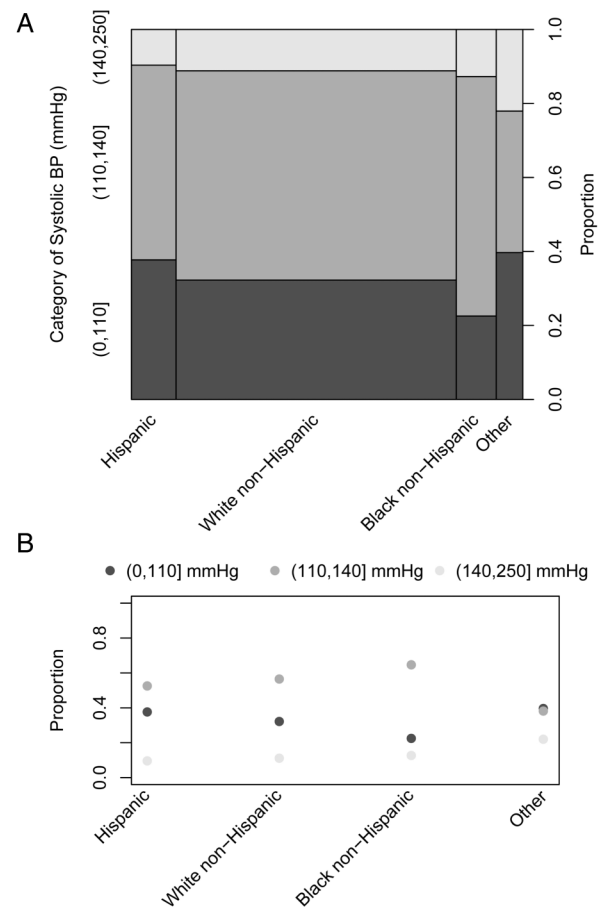 A
Category of Systolic BP (mmHg)
(0,110]
(110,140]
(140,250]
0.0
0.2
0.4
0.6
0.8
1.0
Proportion
Hispanic
White non−Hispanic
Black non−Hispanic
Other
B
(0,110] mmHg
(110,140] mmHg
(140,250] mmHg
Proportion
0.0
0.4
0.8
Hispanic
White non−Hispanic
Black non−Hispanic
Other